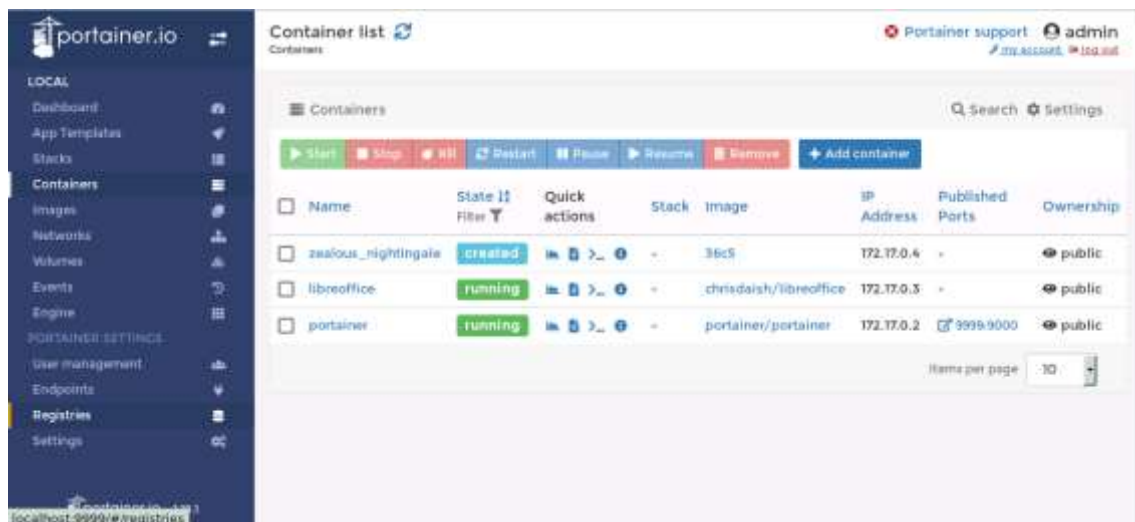 portainer.io
Container list
Containers
Portainer support admin
my account log out
LOCAL
Dashboard
App Templates
Stacks
Containers
Images
Networks
Volumes
Events
Engine
PORTAINER SETTINGS
User management
Endpoints
Registries
Settings
portainer.io
localhost:9999/#/registries
Containers
Search Settings
Start Stop Kill Restart Pause Resume Remove Add container
Name State Filter Quick actions Stack Image IP Address Published Ports Ownership
zealous_nightingale created - 36c5 172.17.0.4 - public
libreoffice running - chrisdaish/libreoffice 172.17.0.3 - public
portainer running - portainer/portainer 172.17.0.2 9999:9000 public
Items per page 10